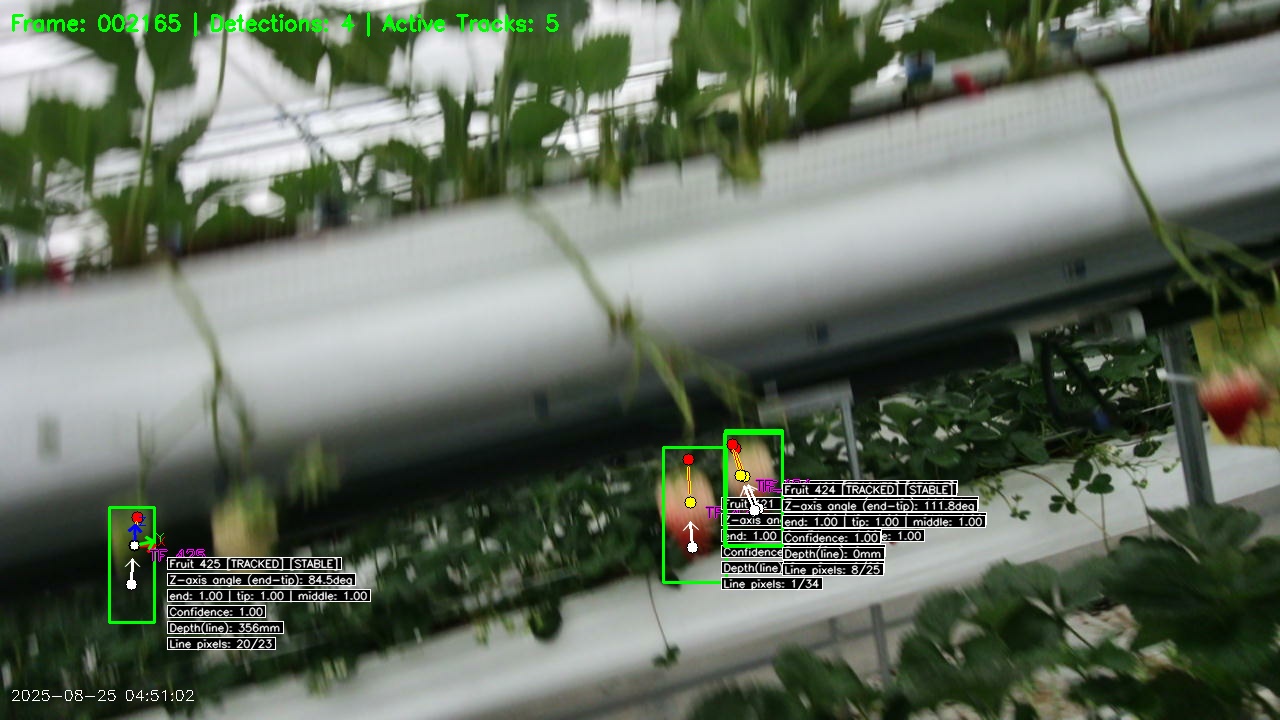 Frame: 002165 | Detections: 4 | Active Tracks: 5
Fruit 424 [TRACKED] [STABLE]
Z-axis angle (end-tip): 111.8deg
end: 1.00 | tip: 1.00 | middle: 1.00
Confidence: 1.00
Depth(line): 0mm
Line pixels: 8/25
Fruit
Z-axis
end: 1.00
Confidence
Depth(line)
Line pixels: 1/34
TF_425
Fruit 425 [TRACKED] [STABLE]
Z-axis angle (end-tip): 84.5deg
end: 1.00 | tip: 1.00 | middle: 1.00
Confidence: 1.00
Depth(line): 356mm
Line pixels: 20/23
2025-08-25 04:51:02